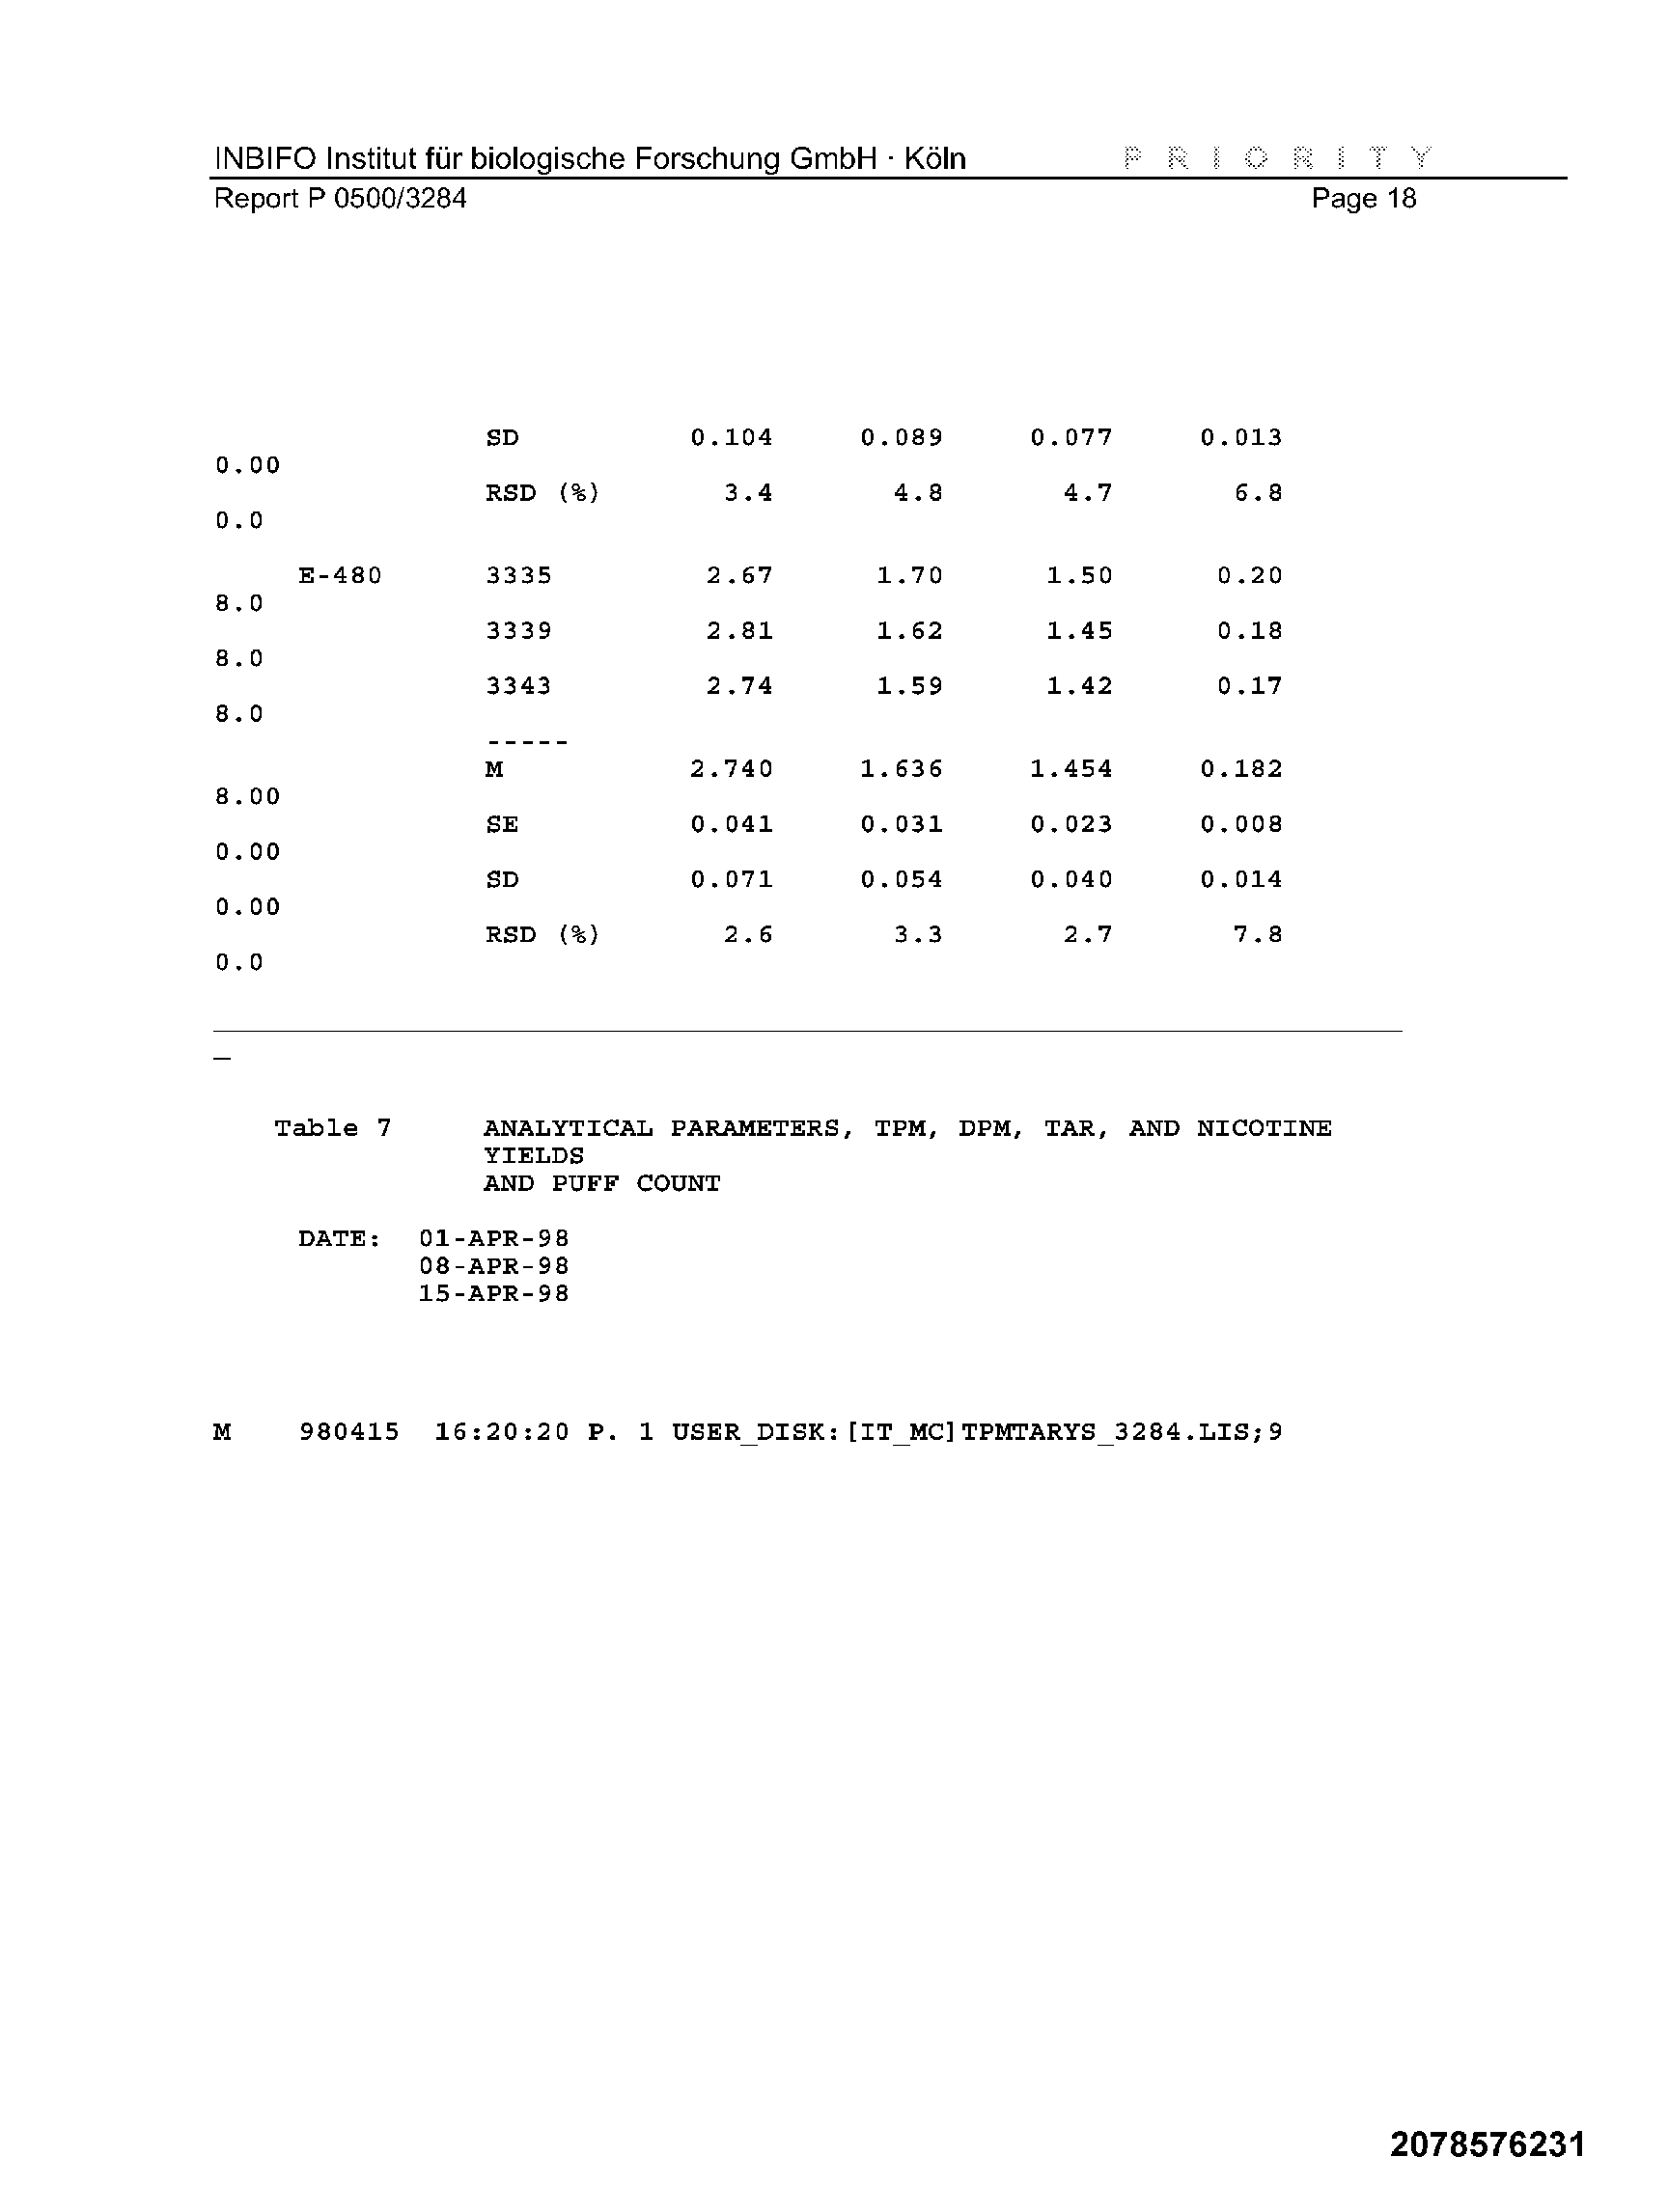 INBIFO Institut für biologische Forschung GmbH · Köln P R I O R I T Y
Report P 0500/3284 Page 18
SD 0.104 0.089 0.077 0.013
0.00
RSD (%) 3.4 4.8 4.7 6.8
0.0
E-480 3335 2.67 1.70 1.50 0.20
8.0
3339 2.81 1.62 1.45 0.18
8.0
3343 2.74 1.59 1.42 0.17
8.0
-----
M 2.740 1.636 1.454 0.182
8.00
SE 0.041 0.031 0.023 0.008
0.00
SD 0.071 0.054 0.040 0.014
0.00
RSD (%) 2.6 3.3 2.7 7.8
0.0
Table 7 ANALYTICAL PARAMETERS, TPM, DPM, TAR, AND NICOTINE
YIELDS
AND PUFF COUNT
DATE: 01-APR-98
08-APR-98
15-APR-98
M 980415 16:20:20 P. 1 USER_DISK:[IT_MC]TPMTARYS_3284.LIS;9
2078576231